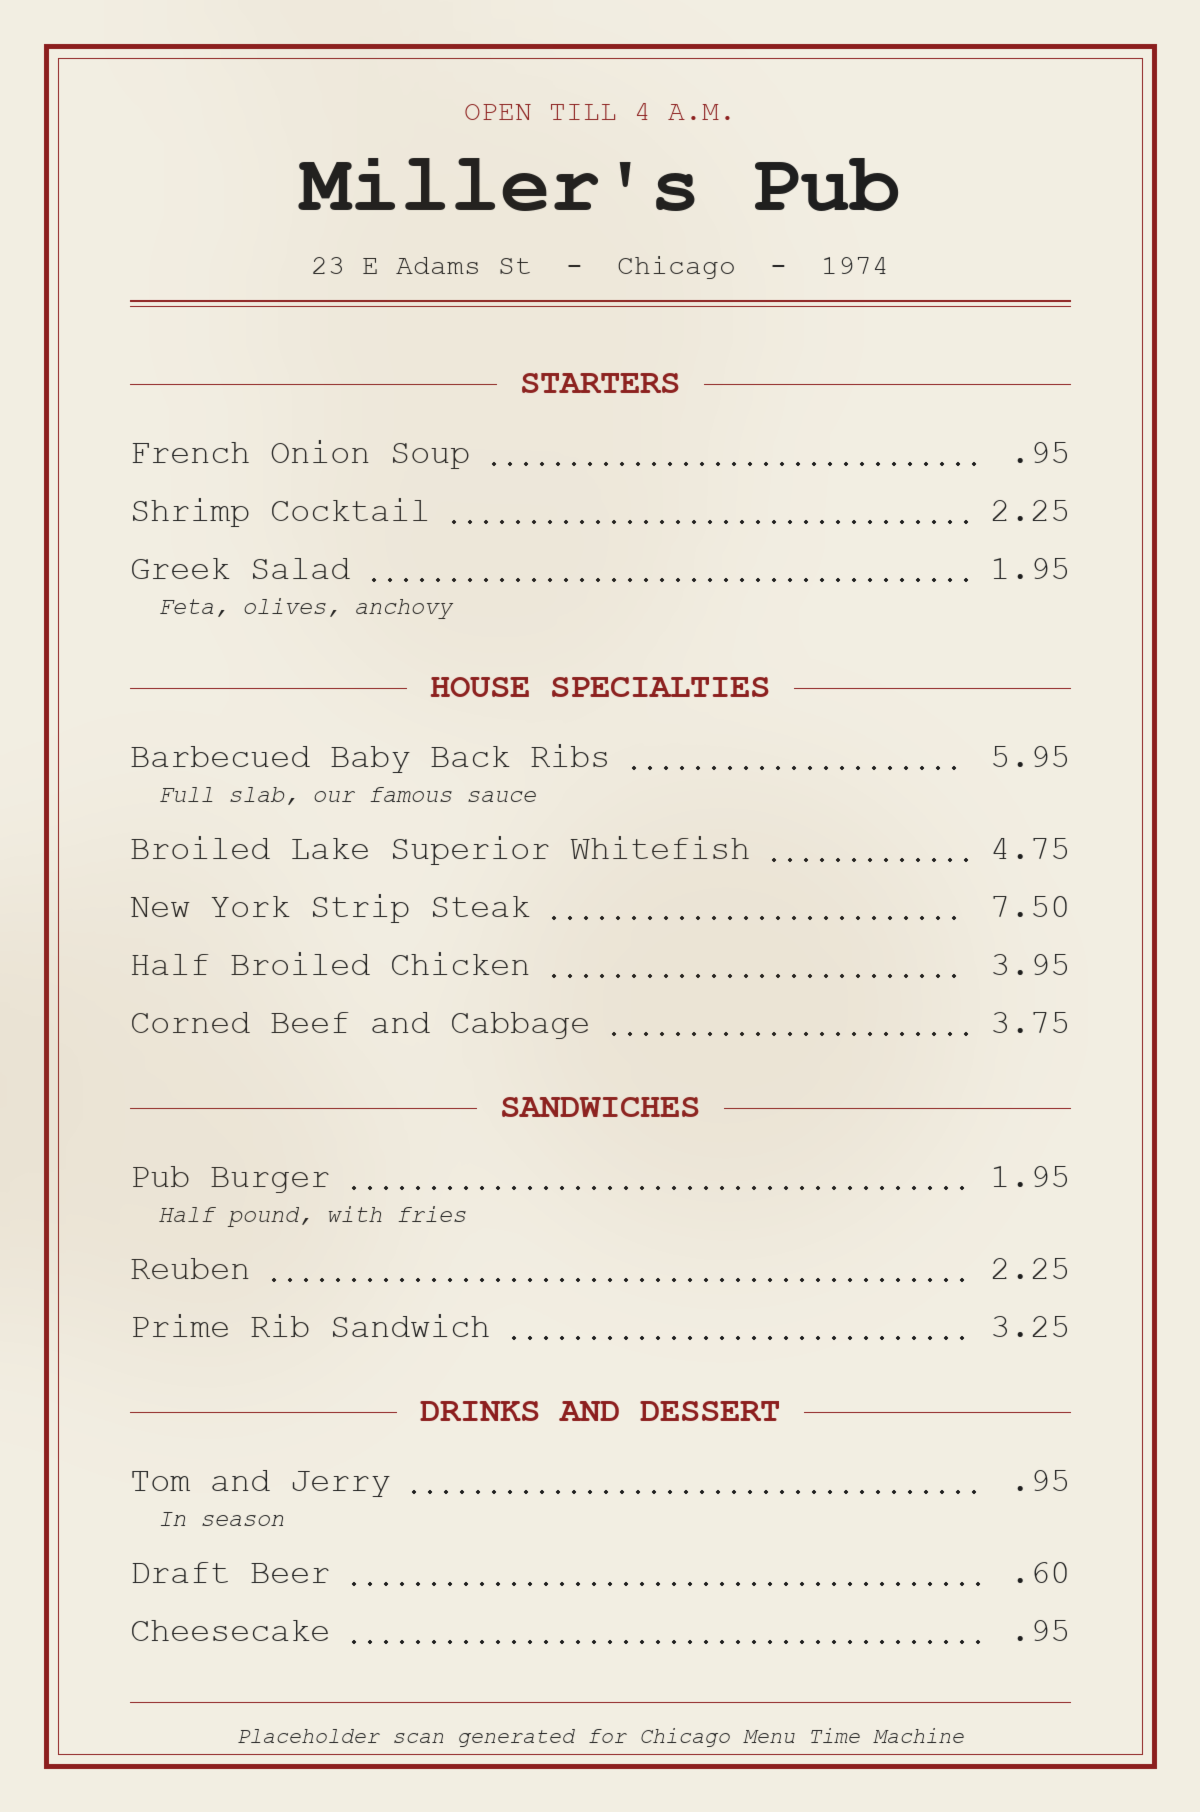 OPEN TILL 4 A.M.
Miller's Pub
23 E Adams St - Chicago - 1974
STARTERS
French Onion Soup .............................. .95
Shrimp Cocktail ................................. 2.25
Greek Salad ...................................... 1.95
Feta, olives, anchovy
HOUSE SPECIALTIES
Barbecued Baby Back Ribs ..................... 5.95
Full slab, our famous sauce
Broiled Lake Superior Whitefish ............. 4.75
New York Strip Steak .......................... 7.50
Half Broiled Chicken .......................... 3.95
Corned Beef and Cabbage ....................... 3.75
SANDWICHES
Pub Burger ....................................... 1.95
Half pound, with fries
Reuben ............................................ 2.25
Prime Rib Sandwich ............................. 3.25
DRINKS AND DESSERT
Tom and Jerry .................................... .95
In season
Draft Beer ........................................ .60
Cheesecake ........................................ .95
Placeholder scan generated for Chicago Menu Time Machine